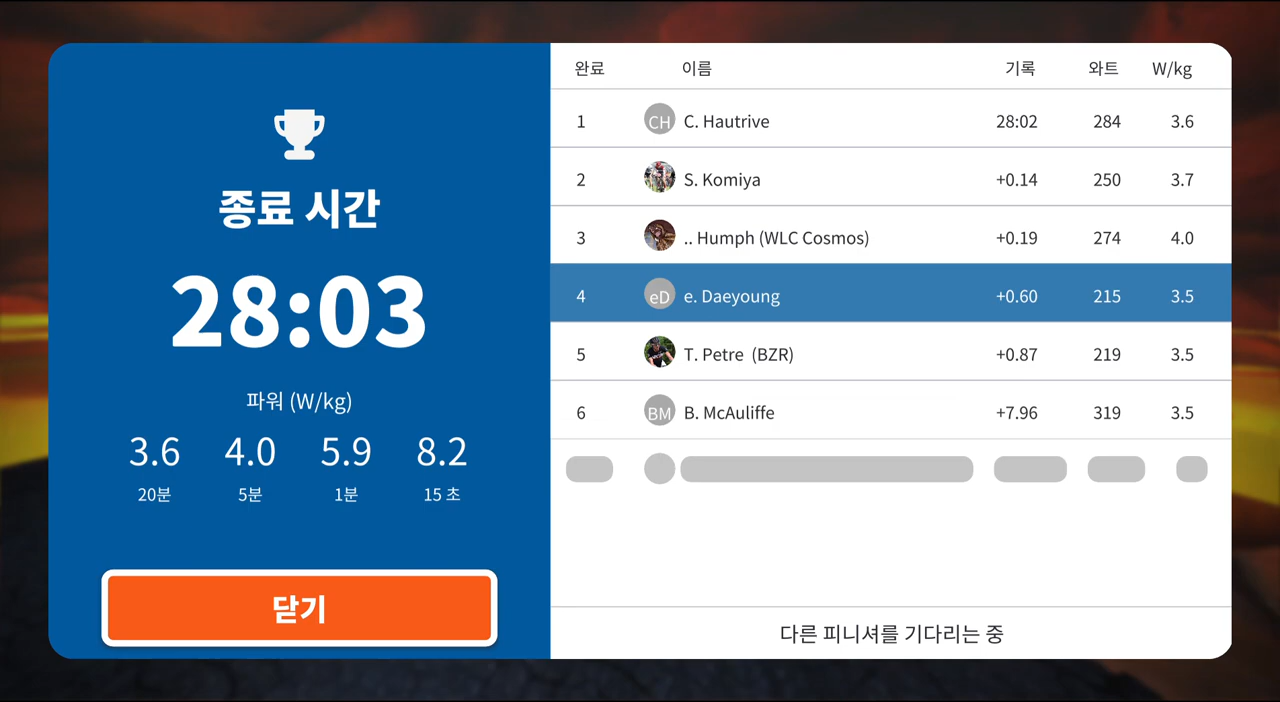 종료 시간
28:03
파워 (W/kg)
3.6 4.0 5.9 8.2
20분 5분 1분 15 초
닫기
완료 이름 기록 와트 W/kg
1 CH C. Hautrive 28:02 284 3.6
2 S. Komiya +0.14 250 3.7
3 .. Humph (WLC Cosmos) +0.19 274 4.0
4 eD e. Daeyoung +0.60 215 3.5
5 T. Petre (BZR) +0.87 219 3.5
6 BM B. McAuliffe +7.96 319 3.5
다른 피니셔를 기다리는 중